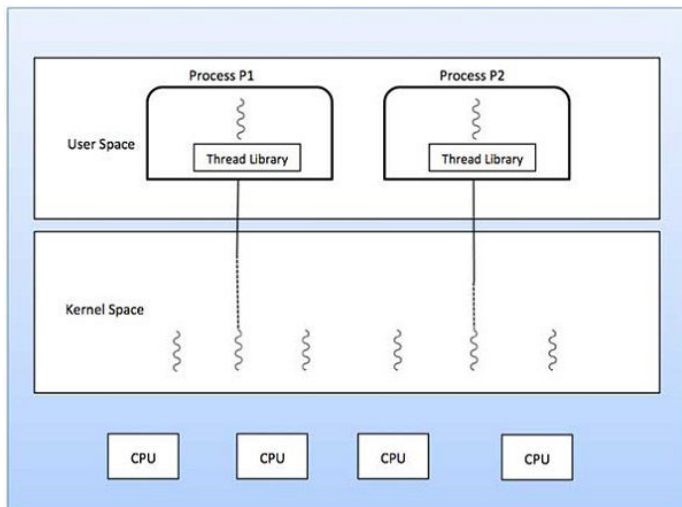 Process P1
Process P2
User Space
Thread Library
Thread Library
Kernel Space
CPU
CPU
CPU
CPU